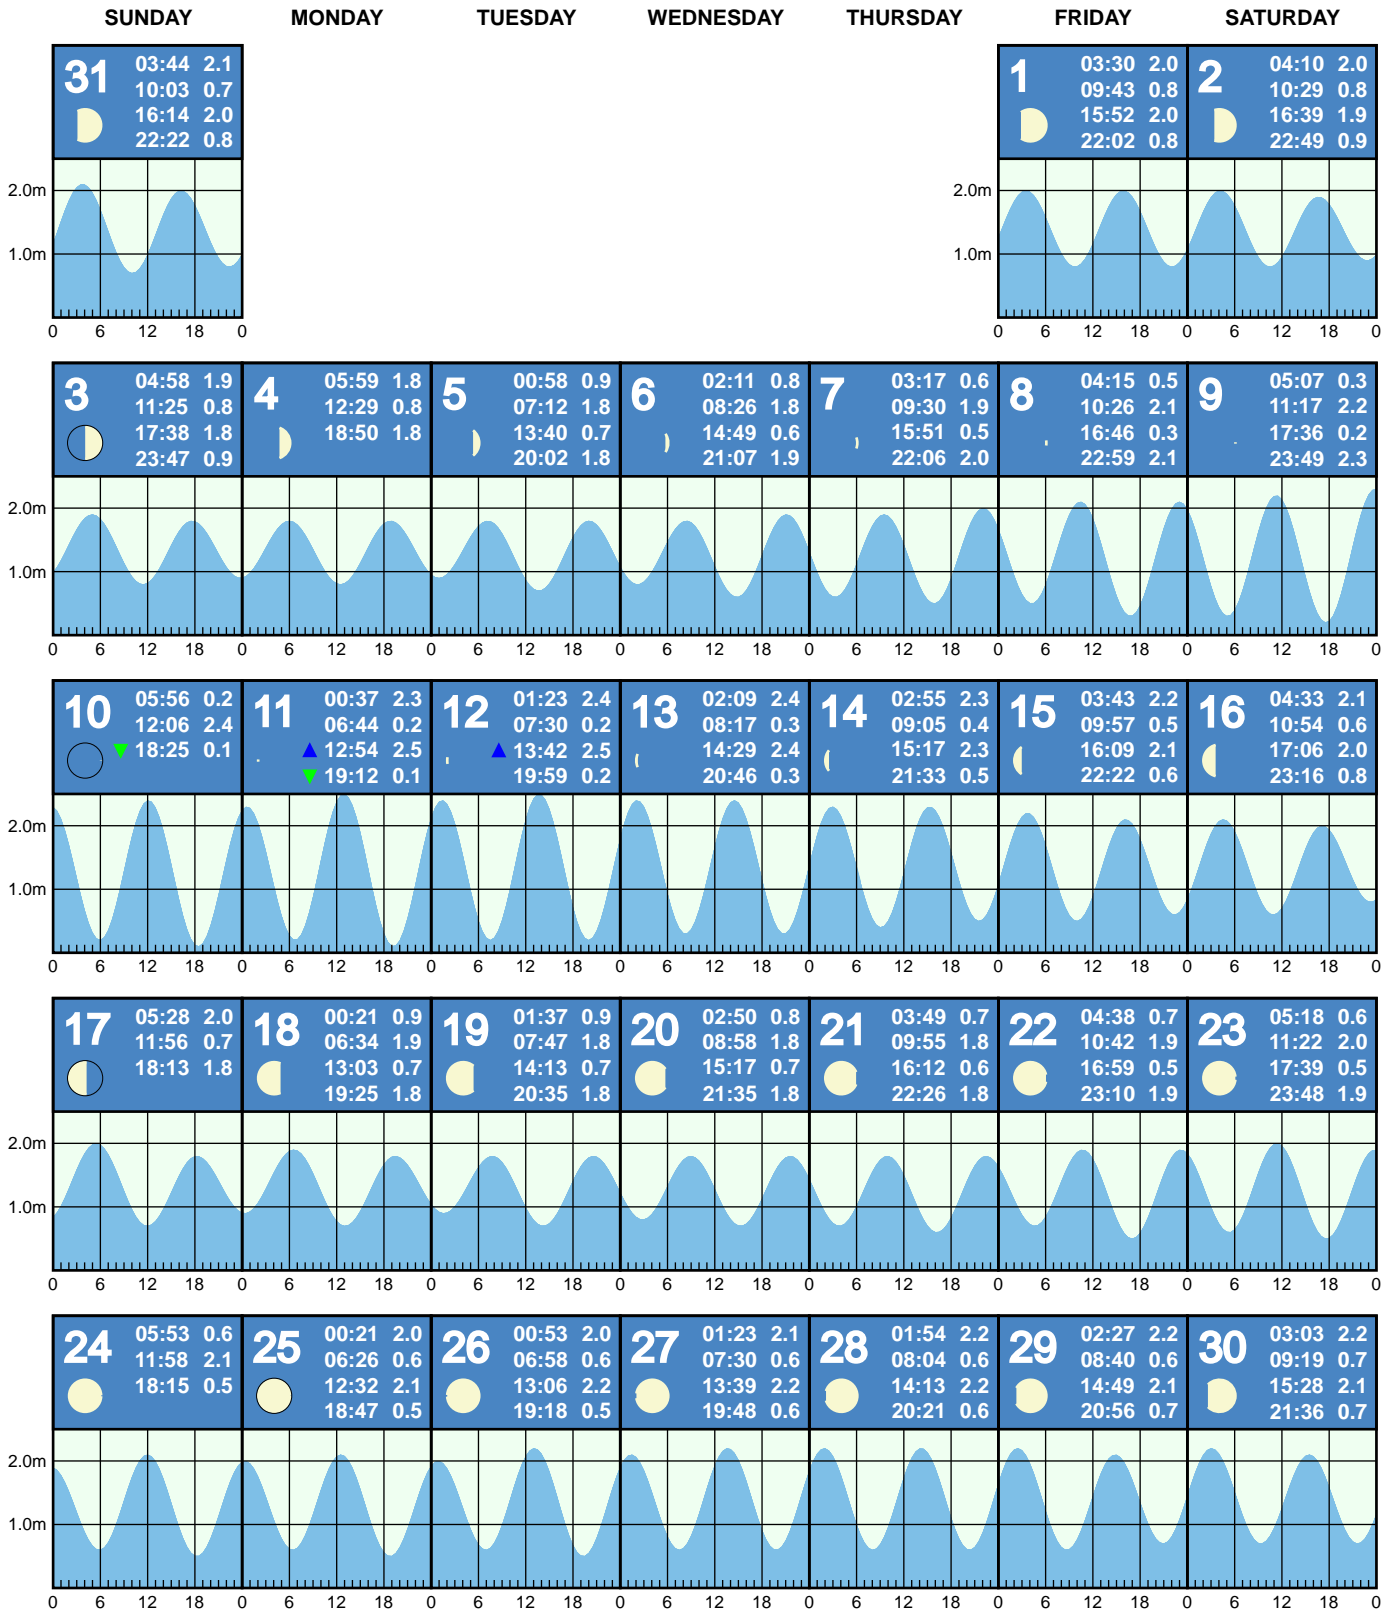 SUNDAY MONDAY TUESDAY WEDNESDAY THURSDAY FRIDAY SATURDAY
31 03:44 2.1
10:03 0.7
16:14 2.0
22:22 0.8
1 03:30 2.0
09:43 0.8
15:52 2.0
22:02 0.8
2 04:10 2.0
10:29 0.8
16:39 1.9
22:49 0.9
2.0m
1.0m
2.0m
1.0m
0 6 12 18 0
0 6 12 18 0 6 12 18 0
3 04:58 1.9
11:25 0.8
17:38 1.8
23:47 0.9
4 05:59 1.8
12:29 0.8
18:50 1.8
5 00:58 0.9
07:12 1.8
13:40 0.7
20:02 1.8
6 02:11 0.8
08:26 1.8
14:49 0.6
21:07 1.9
7 03:17 0.6
09:30 1.9
15:51 0.5
22:06 2.0
8 04:15 0.5
10:26 2.1
16:46 0.3
22:59 2.1
9 05:07 0.3
11:17 2.2
17:36 0.2
23:49 2.3
2.0m
1.0m
0 6 12 18 0 6 12 18 0 6 12 18 0 6 12 18 0 6 12 18 0 6 12 18 0 6 12 18 0
10 05:56 0.2
12:06 2.4
18:25 0.1
11 00:37 2.3
06:44 0.2
12:54 2.5
19:12 0.1
12 01:23 2.4
07:30 0.2
13:42 2.5
19:59 0.2
13 02:09 2.4
08:17 0.3
14:29 2.4
20:46 0.3
14 02:55 2.3
09:05 0.4
15:17 2.3
21:33 0.5
15 03:43 2.2
09:57 0.5
16:09 2.1
22:22 0.6
16 04:33 2.1
10:54 0.6
17:06 2.0
23:16 0.8
2.0m
1.0m
0 6 12 18 0 6 12 18 0 6 12 18 0 6 12 18 0 6 12 18 0 6 12 18 0 6 12 18 0
17 05:28 2.0
11:56 0.7
18:13 1.8
18 00:21 0.9
06:34 1.9
13:03 0.7
19:25 1.8
19 01:37 0.9
07:47 1.8
14:13 0.7
20:35 1.8
20 02:50 0.8
08:58 1.8
15:17 0.7
21:35 1.8
21 03:49 0.7
09:55 1.8
16:12 0.6
22:26 1.8
22 04:38 0.7
10:42 1.9
16:59 0.5
23:10 1.9
23 05:18 0.6
11:22 2.0
17:39 0.5
23:48 1.9
2.0m
1.0m
0 6 12 18 0 6 12 18 0 6 12 18 0 6 12 18 0 6 12 18 0 6 12 18 0 6 12 18 0
24 05:53 0.6
11:58 2.1
18:15 0.5
25 00:21 2.0
06:26 0.6
12:32 2.1
18:47 0.5
26 00:53 2.0
06:58 0.6
13:06 2.2
19:18 0.5
27 01:23 2.1
07:30 0.6
13:39 2.2
19:48 0.6
28 01:54 2.2
08:04 0.6
14:13 2.2
20:21 0.6
29 02:27 2.2
08:40 0.6
14:49 2.1
20:56 0.7
30 03:03 2.2
09:19 0.7
15:28 2.1
21:36 0.7
2.0m
1.0m
0 6 12 18 0 6 12 18 0 6 12 18 0 6 12 18 0 6 12 18 0 6 12 18 0 6 12 18 0